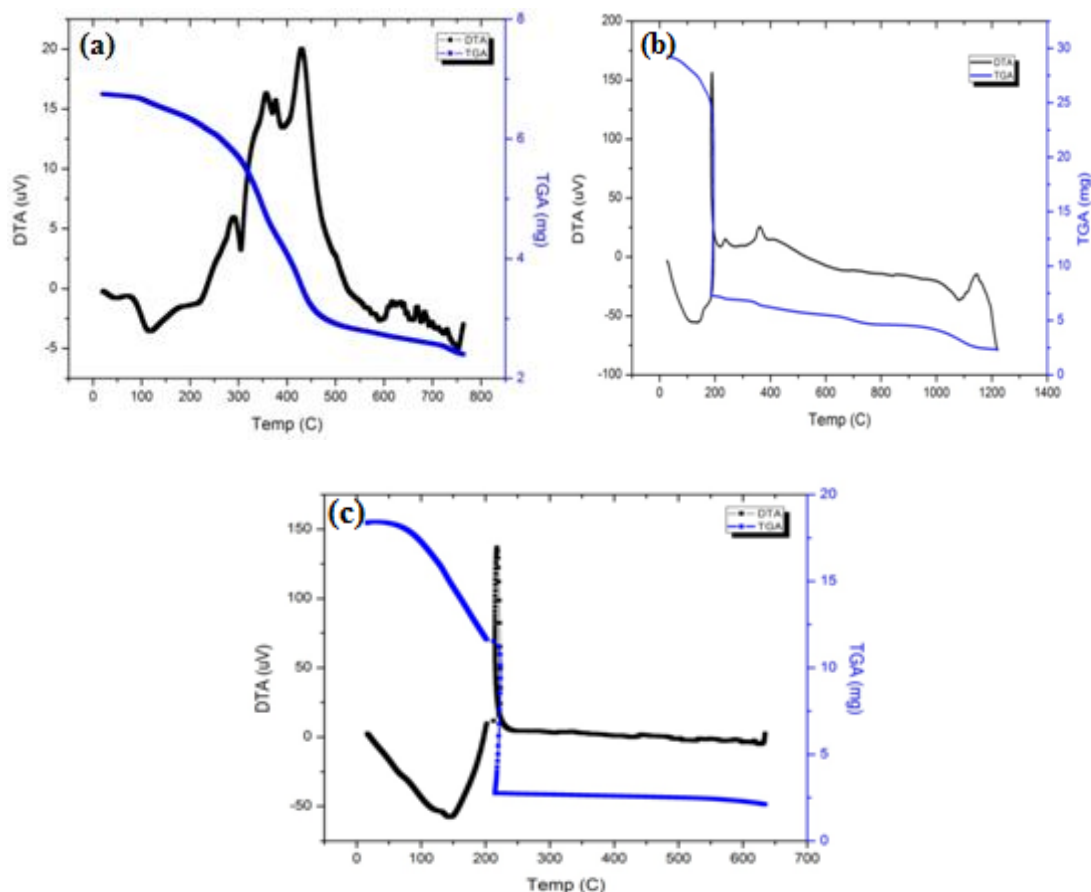 (a)
DTA
TGA
20
15
10
5
0
-5
DTA (uV)
8
6
4
2
TGA (mg)
0 100 200 300 400 500 600 700 800
Temp (C)
(b)
DTA
TGA
200
150
100
50
0
-50
-100
DTA (uV)
30
25
20
15
10
5
0
TGA (mg)
0 200 400 600 800 1000 1200 1400
Temp (C)
(c)
DTA
TGA
150
100
50
0
-50
DTA (uV)
20
15
10
5
0
TGA (mg)
0 100 200 300 400 500 600 700
Temp (C)